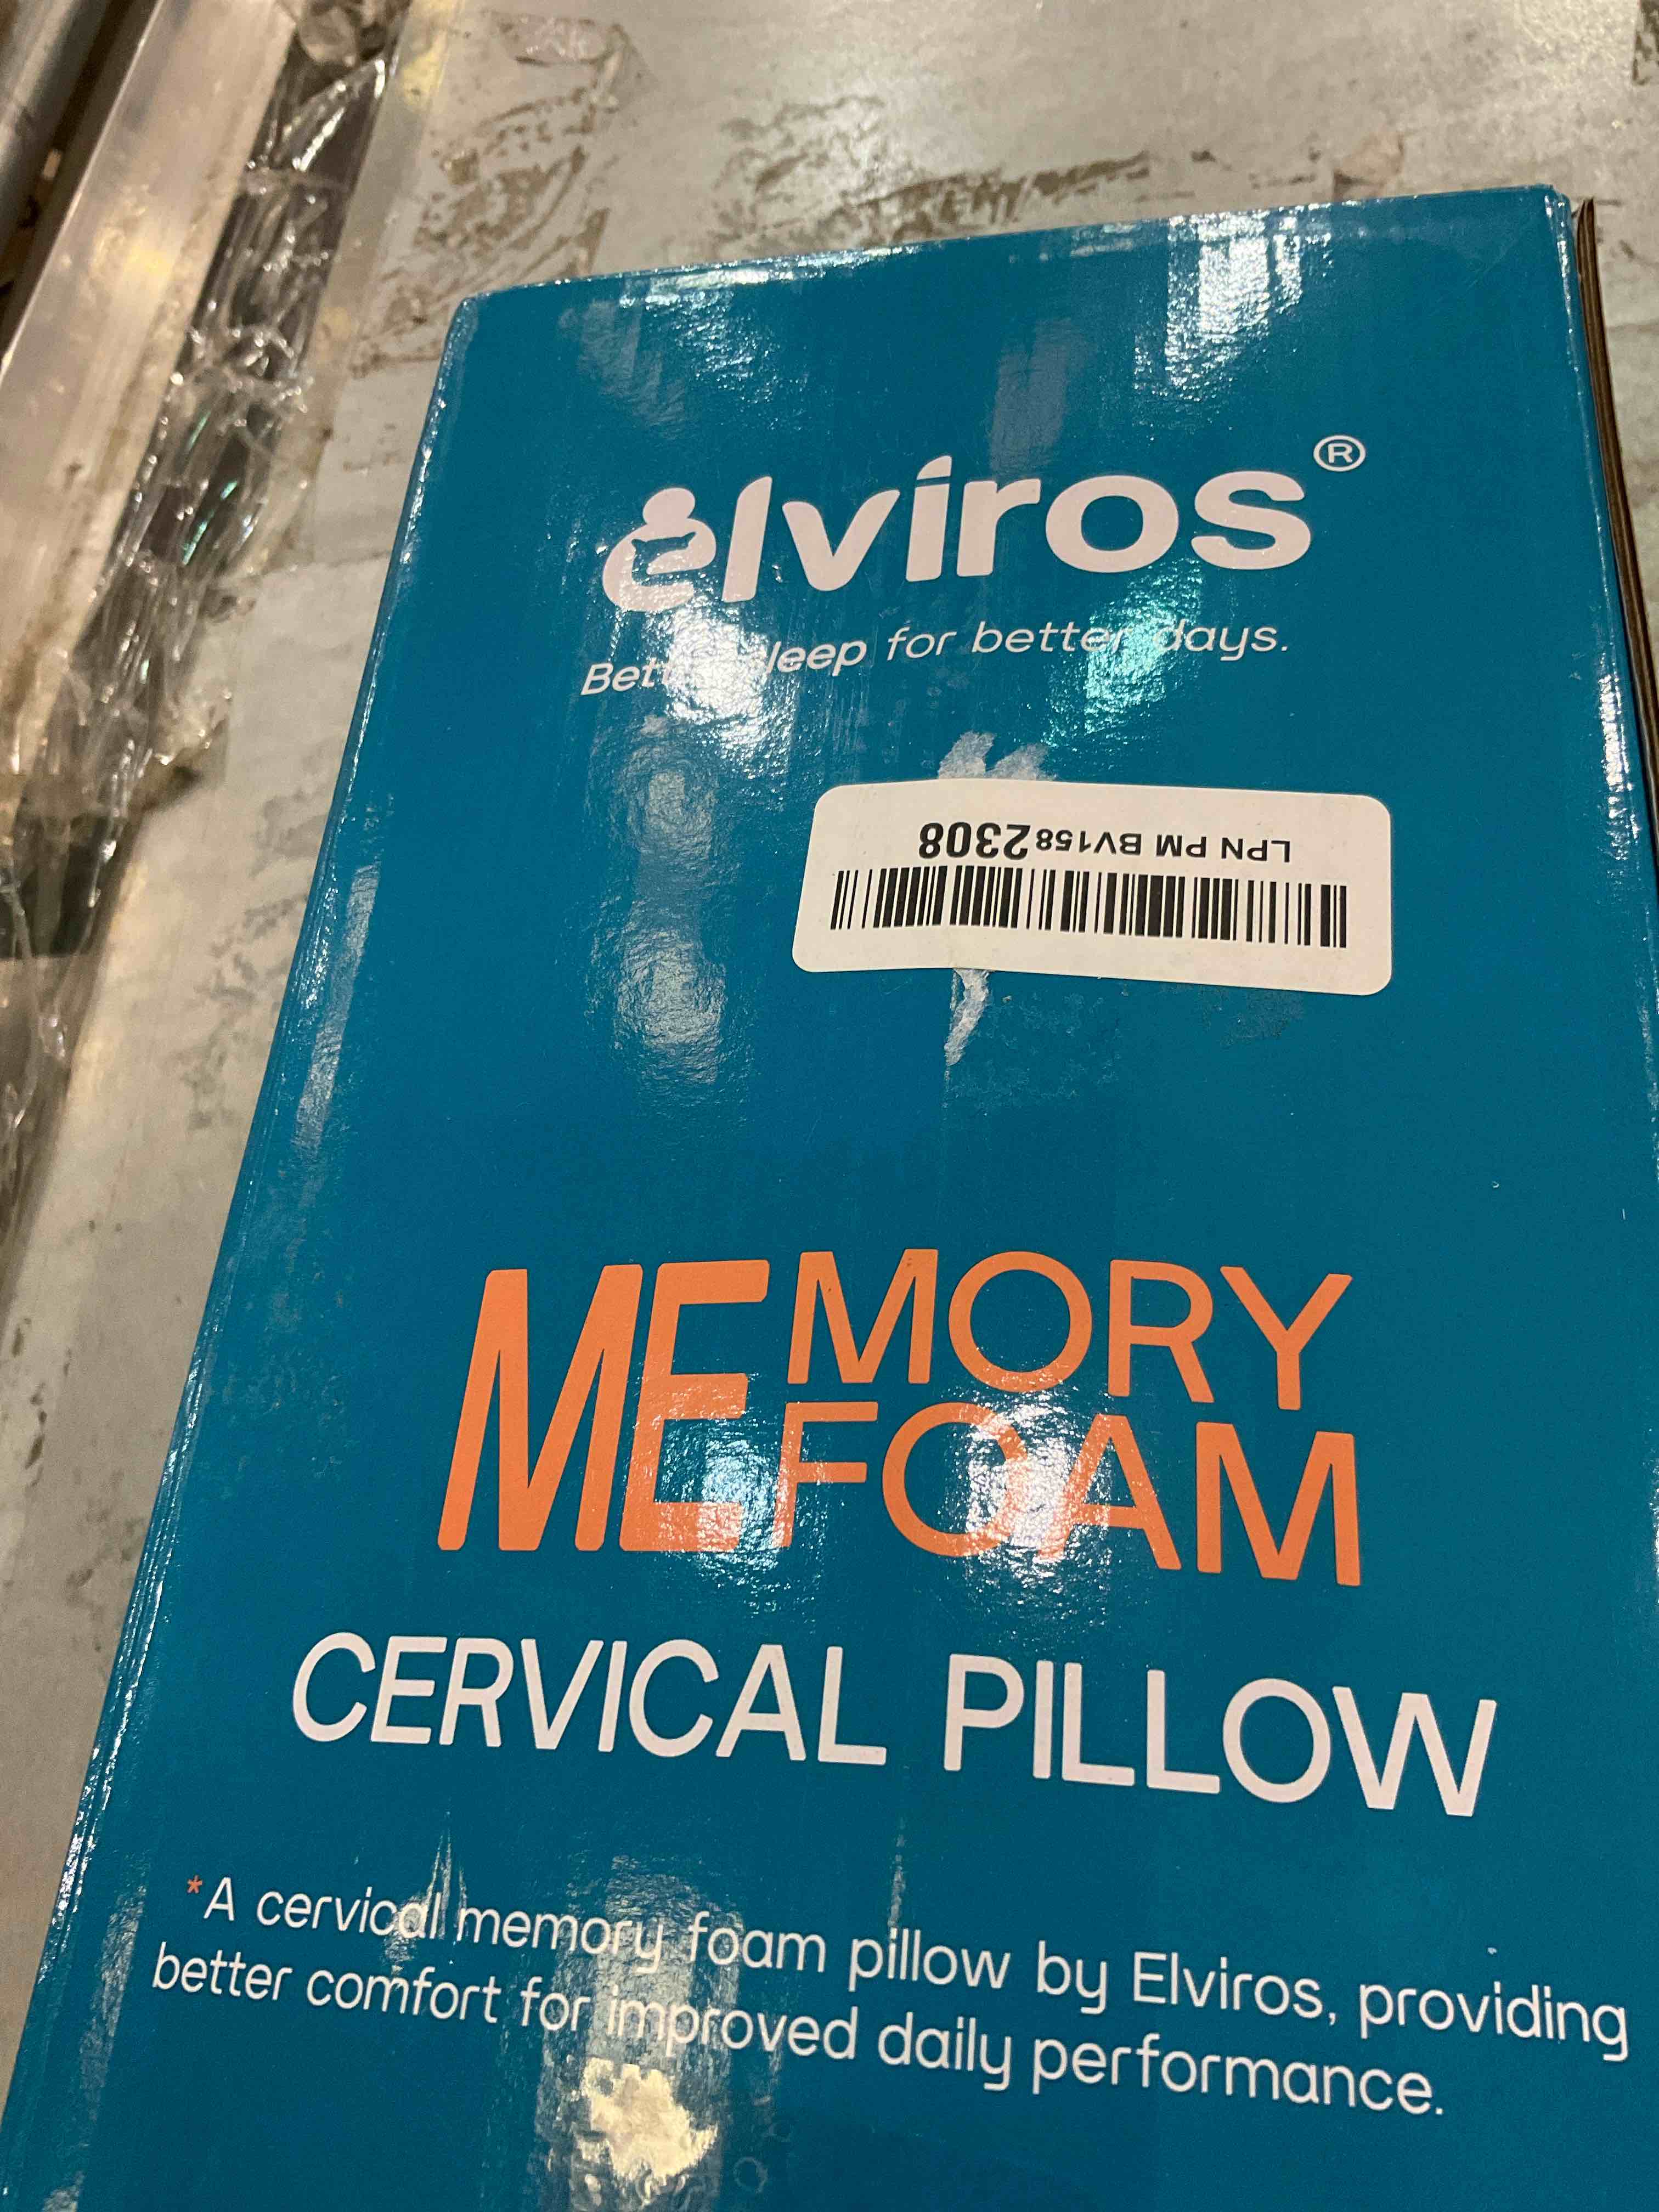 elviros®
Better sleep for better days.
LPN PM BV1582308
MEMORY
FOAM
CERVICAL PILLOW
*A cervical memory foam pillow by Elviros, providing
better comfort for improved daily performance.